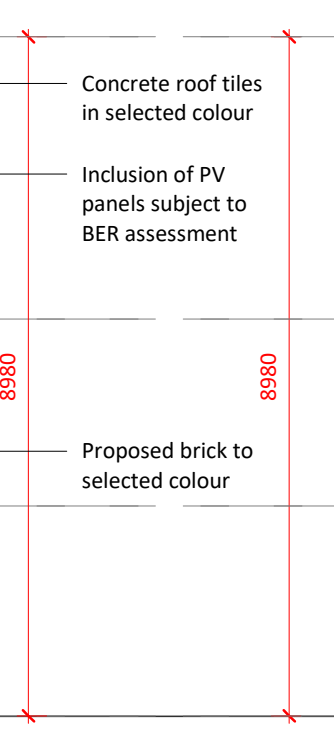 Concrete roof tiles
in selected colour
Inclusion of PV
panels subject to
BER assessment
8980
8980
Proposed brick to
selected colour